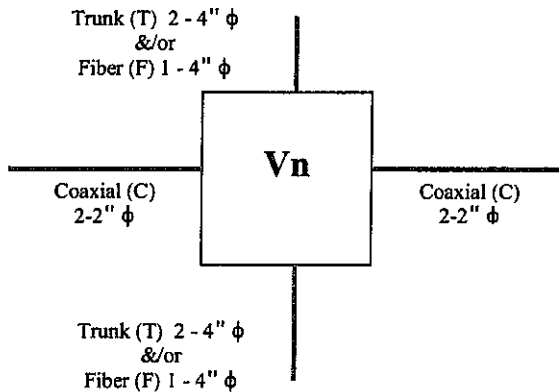 Trunk (T) 2 - 4" ϕ
&/or
Fiber (F) 1 - 4" ϕ
Vn
Coaxial (C)
2-2" ϕ
Coaxial (C)
2-2" ϕ
Trunk (T) 2 - 4" ϕ
&/or
Fiber (F) 1 - 4" ϕ